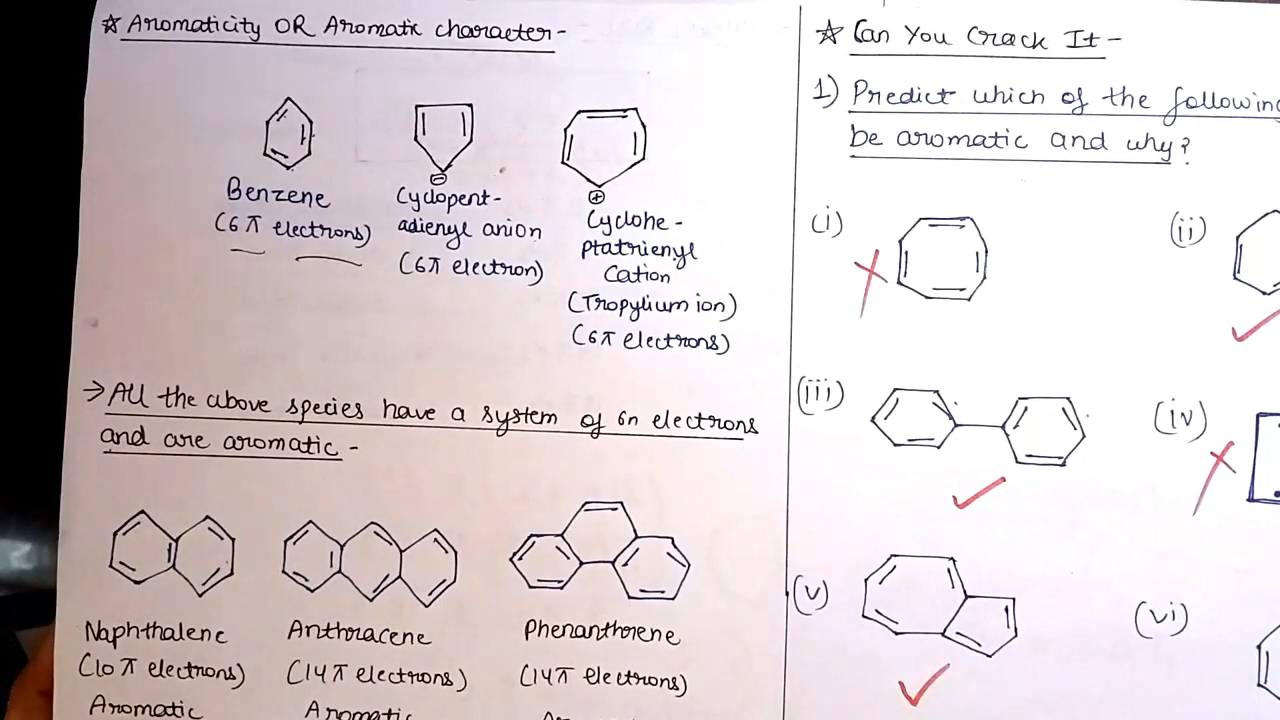 ☆ Aromaticity OR Aromatic character-
Benzene
(6π electrons)
Cyclopent-
adienyl anion
(6π electron)
Cyclohe-
ptatrienyl
Cation
(Tropylium ion)
(6π electrons)
→ All the above species have a system of 6n electrons
and are aromatic -
Naphthalene
(10 π electrons)
Aromatic
Anthracene
(14π electrons)
Aromatic
Phenanthrene
(14π electrons)
☆ Can You Crack It -
1) Predict which of the following
be aromatic and why?
(i)
(ii)
(iii)
(iv)
(v)
(vi)